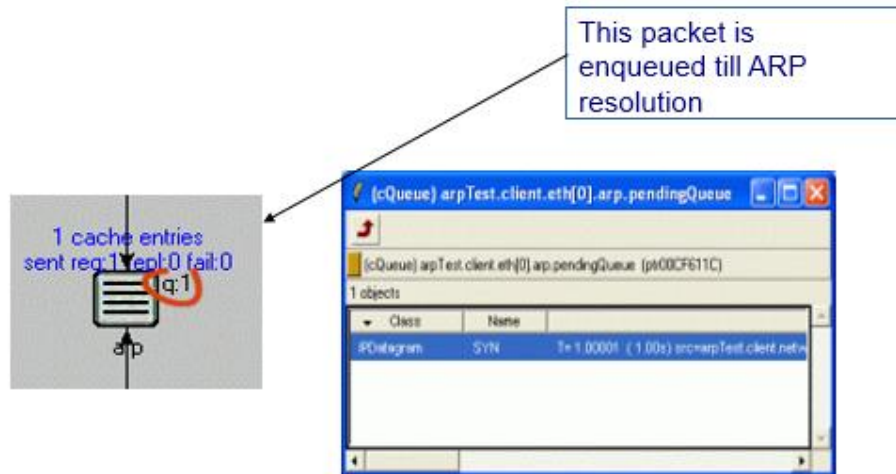 This packet is
enqueued till ARP
resolution
1 cache entries
sent req:1 repl:0 fail:0
q:1
arp
(cQueue) arpTest.client.eth[0].arp.pendingQueue
(cQueue) arpTest.client.eth[0].arp.pendingQueue (ptr00CF611C)
1 objects
Class Name
IPDatagram SYN T= 1.00001 ( 1.00s) src=arpTest.client.netw